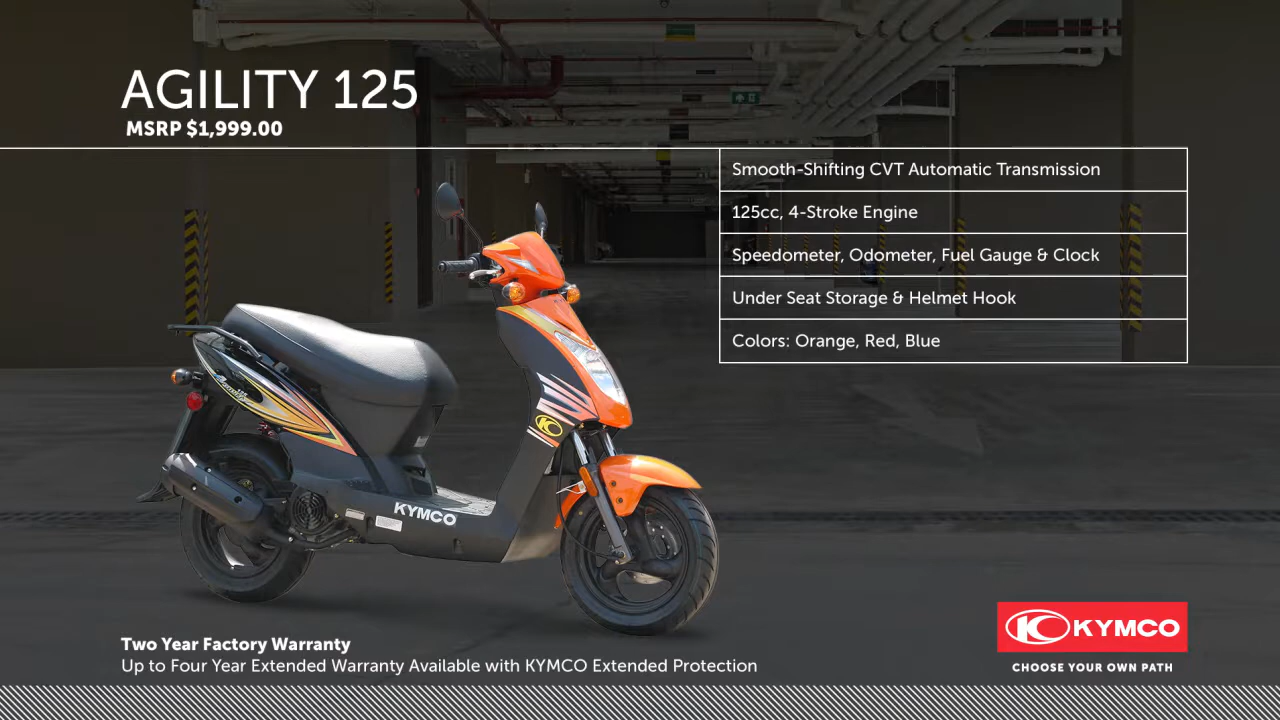 AGILITY 125
MSRP $1,999.00
Smooth-Shifting CVT Automatic Transmission
125cc, 4-Stroke Engine
Speedometer, Odometer, Fuel Gauge & Clock
Under Seat Storage & Helmet Hook
Colors: Orange, Red, Blue
KYMCO
Two Year Factory Warranty
Up to Four Year Extended Warranty Available with KYMCO Extended Protection
KYMCO
CHOOSE YOUR OWN PATH